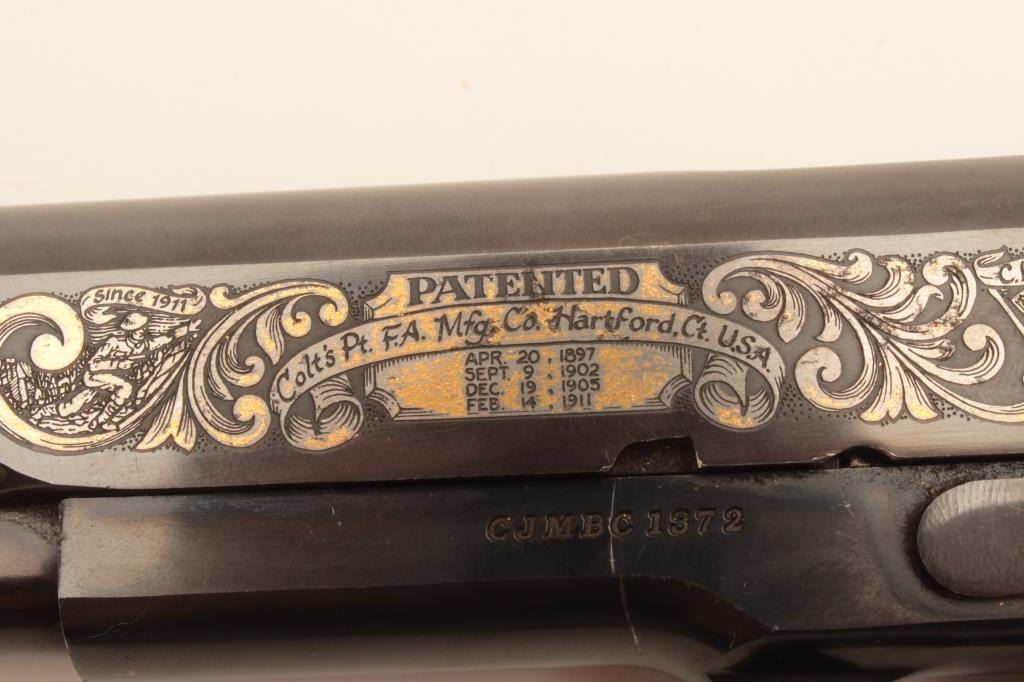 since 1911
PATENTED
Colt's Pt. F.A. Mfg. Co. Hartford, Ct. U.S.A.
APR. 20 · 1897
SEPT. 9 · 1902
DEC. 19 · 1905
FEB. 14, 1911
CJMBC 1372